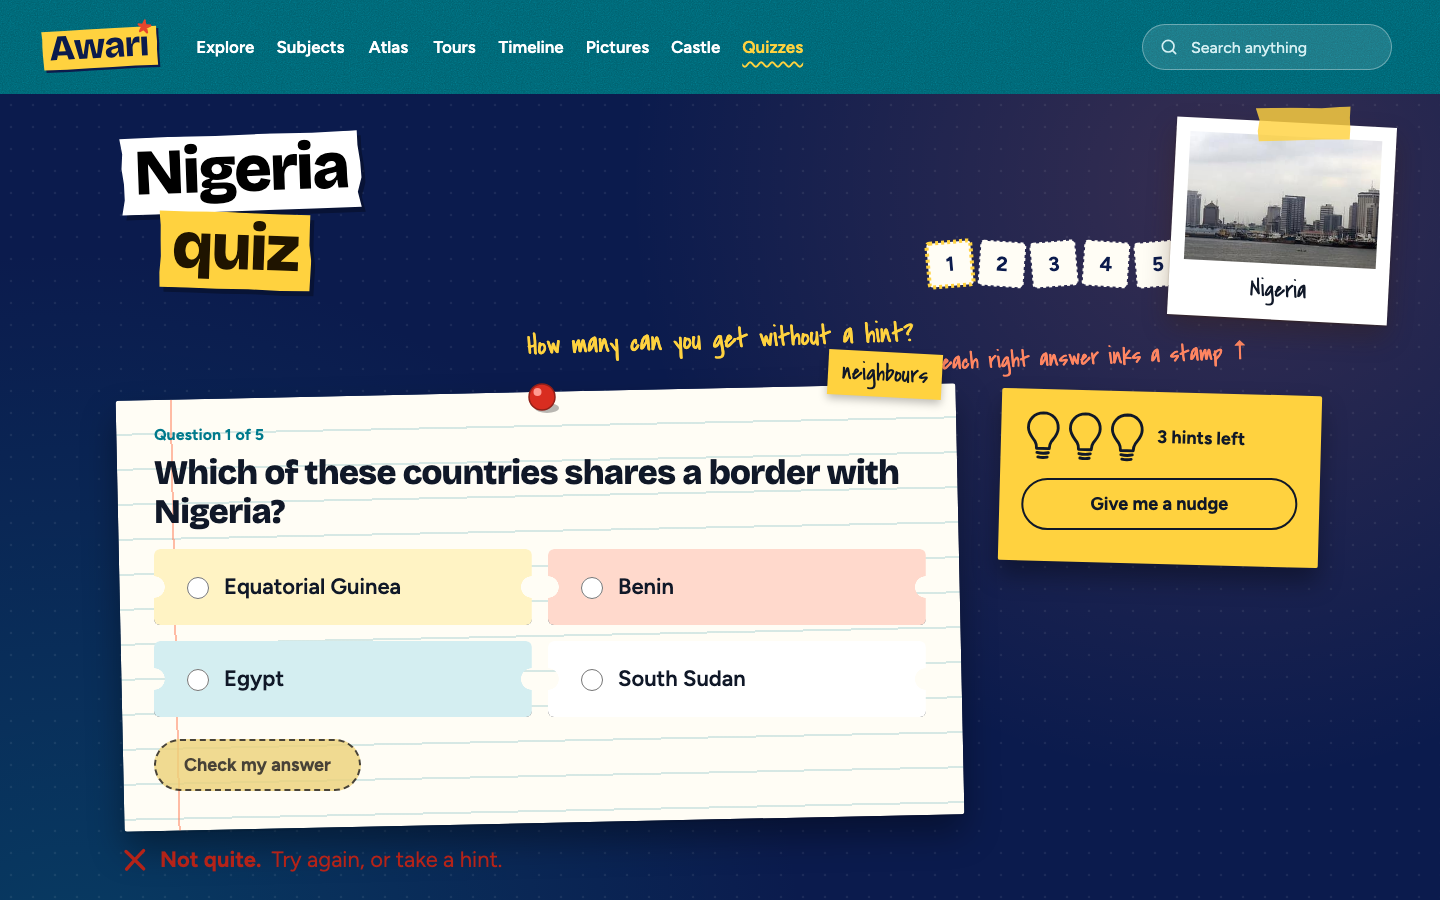 Awari
Explore
Subjects
Atlas
Tours
Timeline
Pictures
Castle
Quizzes
Search anything
Nigeria
quiz
1
2
3
4
5
Nigeria
How many can you get without a hint?
each right answer inks a stamp ↑
neighbours
Question 1 of 5
Which of these countries shares a border with
Nigeria?
Equatorial Guinea
Benin
Egypt
South Sudan
Check my answer
3 hints left
Give me a nudge
Not quite. Try again, or take a hint.